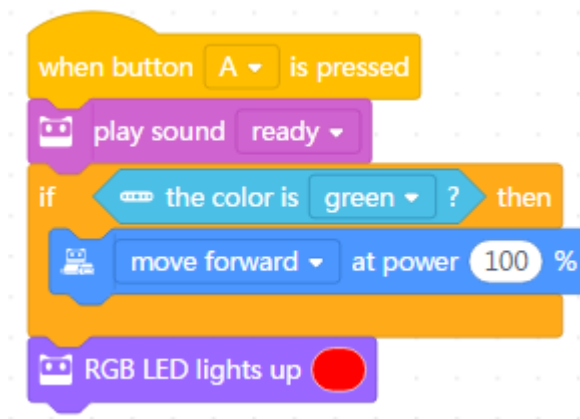 when button A is pressed
play sound ready
if the color is green ? then
move forward at power 100 %
RGB LED lights up